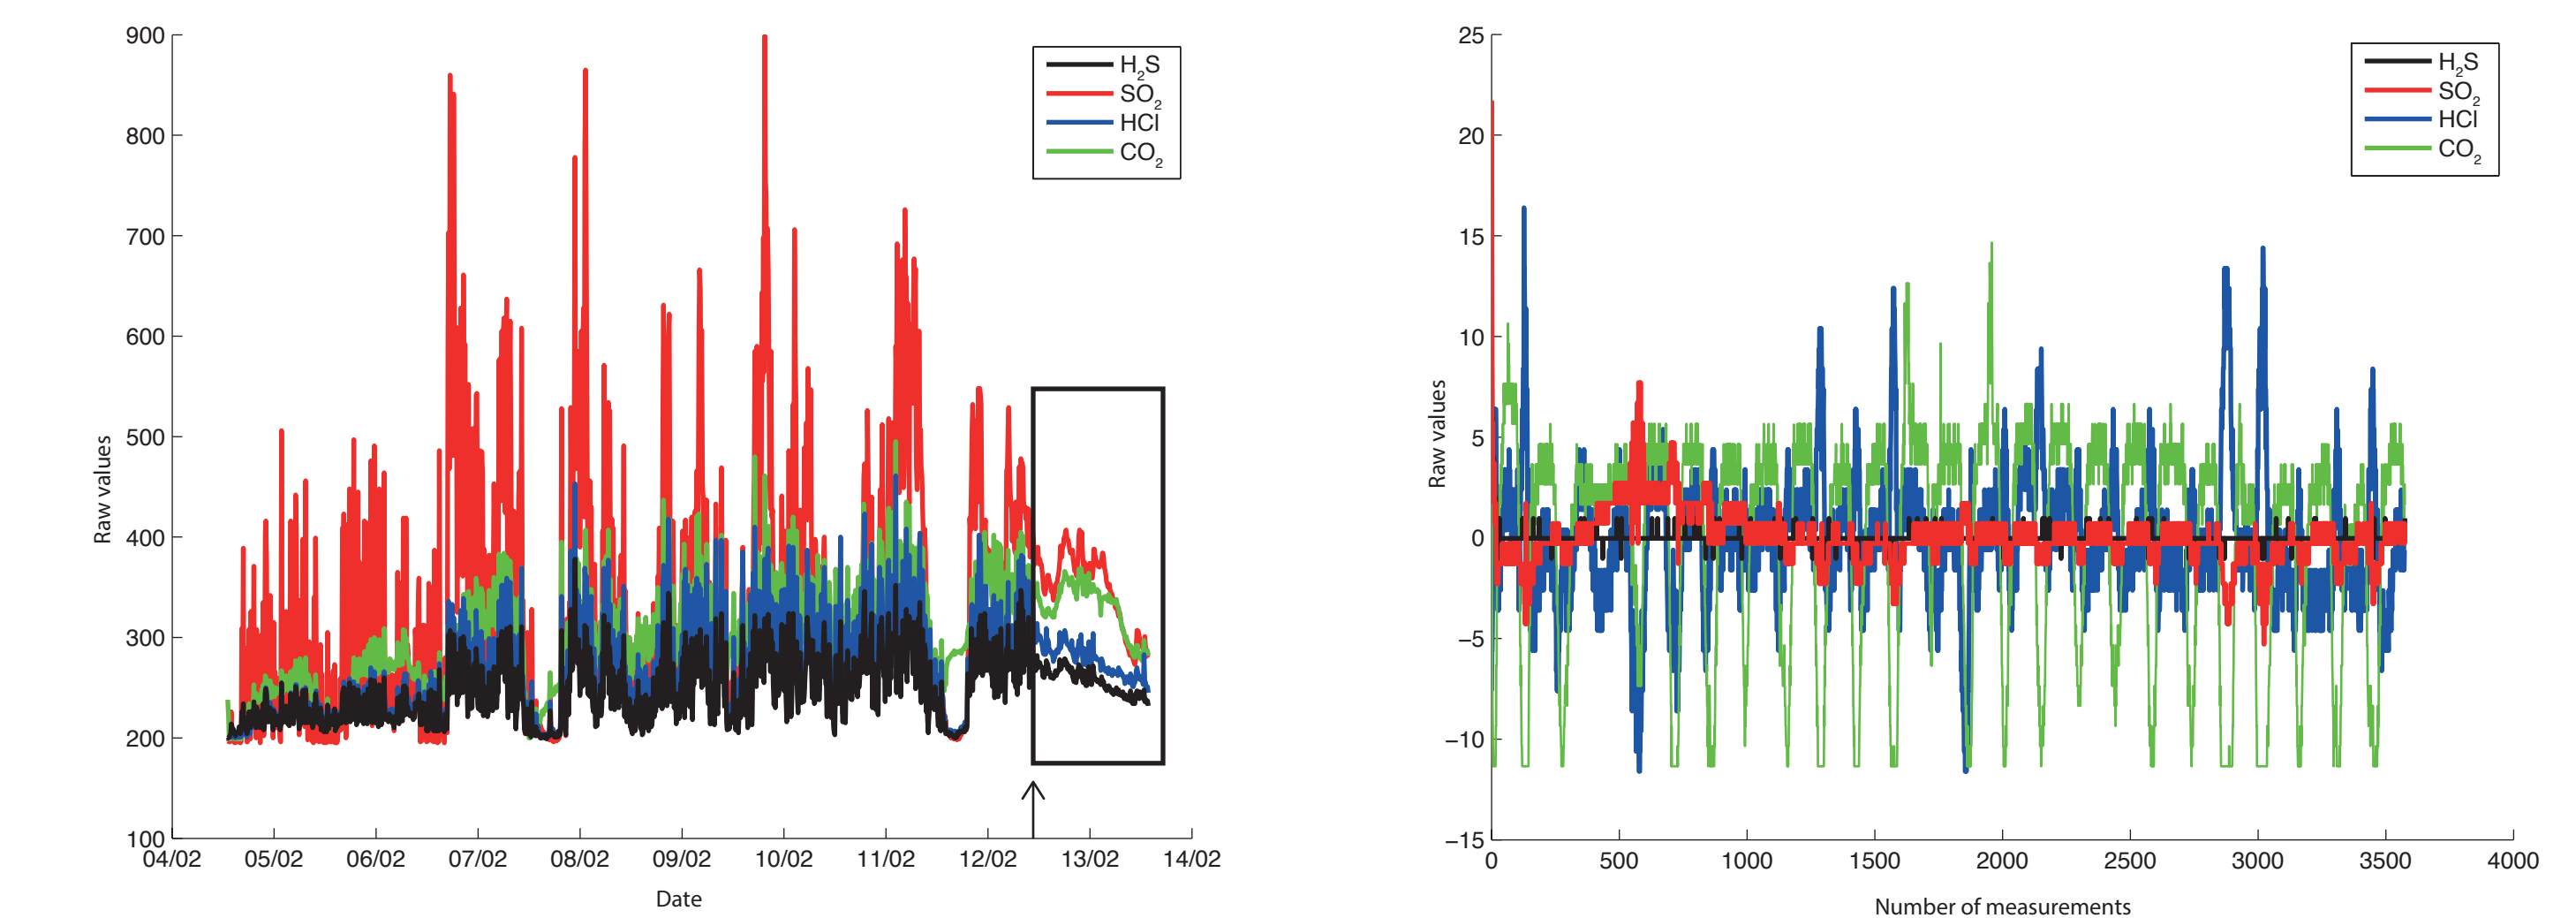 900
800
700
600
500
400
300
200
100
Raw values
04/02 05/02 06/02 07/02 08/02 09/02 10/02 11/02 12/02 13/02 14/02
Date
H₂S
SO₂
HCl
CO₂
25
20
15
10
5
0
−5
−10
−15
Raw values
0 500 1000 1500 2000 2500 3000 3500 4000
Number of measurements
H₂S
SO₂
HCl
CO₂